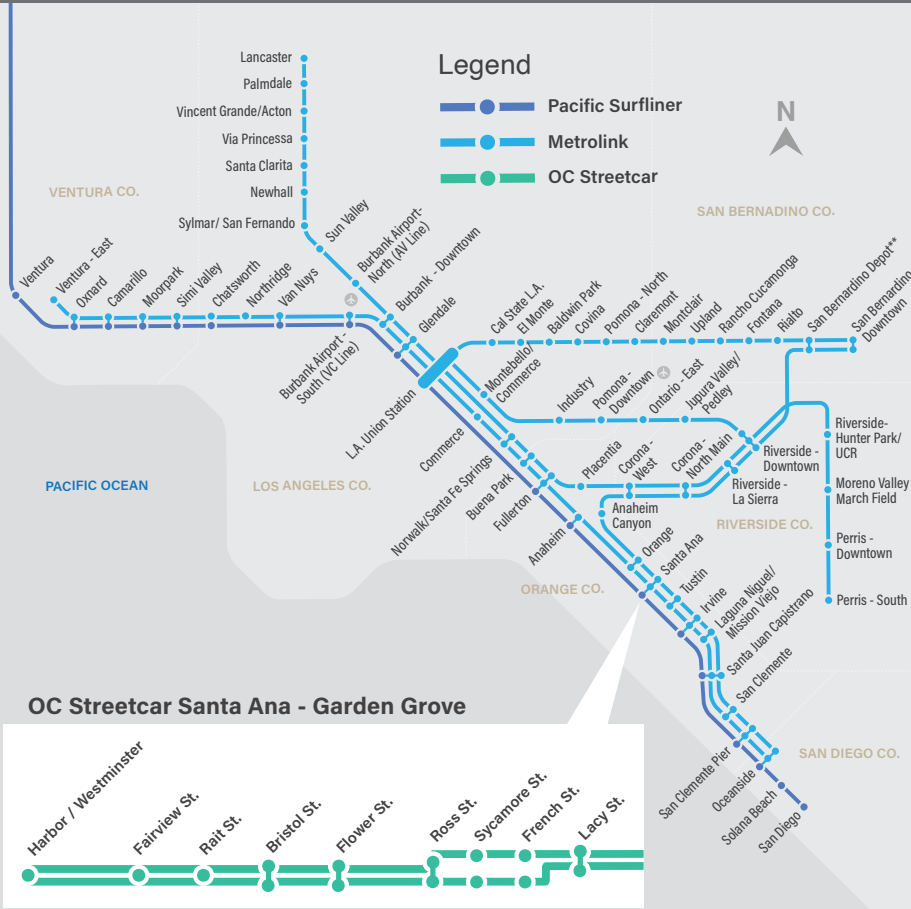 Legend
Pacific Surfliner
Metrolink
OC Streetcar
N
VENTURA CO.
SAN BERNADINO CO.
Lancaster
Palmdale
Vincent Grande/Acton
Via Princessa
Santa Clarita
Newhall
Sylmar/ San Fernando
Sun Valley
Burbank Airport-
North (AV Line)
Burbank - Downtown
Glendale
Ventura
Ventura - East
Oxnard
Camarillo
Moorpark
Simi Valley
Chatsworth
Northridge
Van Nuys
Burbank Airport -
South (VC Line)
L.A. Union Station
Cal State L.A.
El Monte
Baldwin Park
Covina
Pomona - North
Claremont
Montclair
Upland
Rancho Cucamonga
Fontana
Rialto
San Bernardino Depot**
San Bernardino
Downtown
Montebello/
Commerce
Industry
Pomona -
Downtown
Ontario - East
Jupura Valley/
Pedley
Riverside -
Downtown
Riverside -
La Sierra
Riverside-
Hunter Park/
UCR
Moreno Valley
March Field
Perris -
Downtown
Perris - South
Commerce
Norwalk/Santa Fe Springs
Buena Park
Fullerton
Anaheim
Placentia
Corona -
West
Corona -
North Main
Anaheim
Canyon
Orange
Santa Ana
Tustin
Irvine
Laguna Niguel/
Mission Viejo
Santa Juan Capistrano
San Clemente
San Clemente Pier
Oceanside
Solana Beach
San Diego
PACIFIC OCEAN
LOS ANGELES CO.
RIVERSIDE CO.
ORANGE CO.
SAN DIEGO CO.
OC Streetcar Santa Ana - Garden Grove
Harbor / Westminster
Fairview St.
Rait St.
Bristol St.
Flower St.
Ross St.
Sycamore St.
French St.
Lacy St.